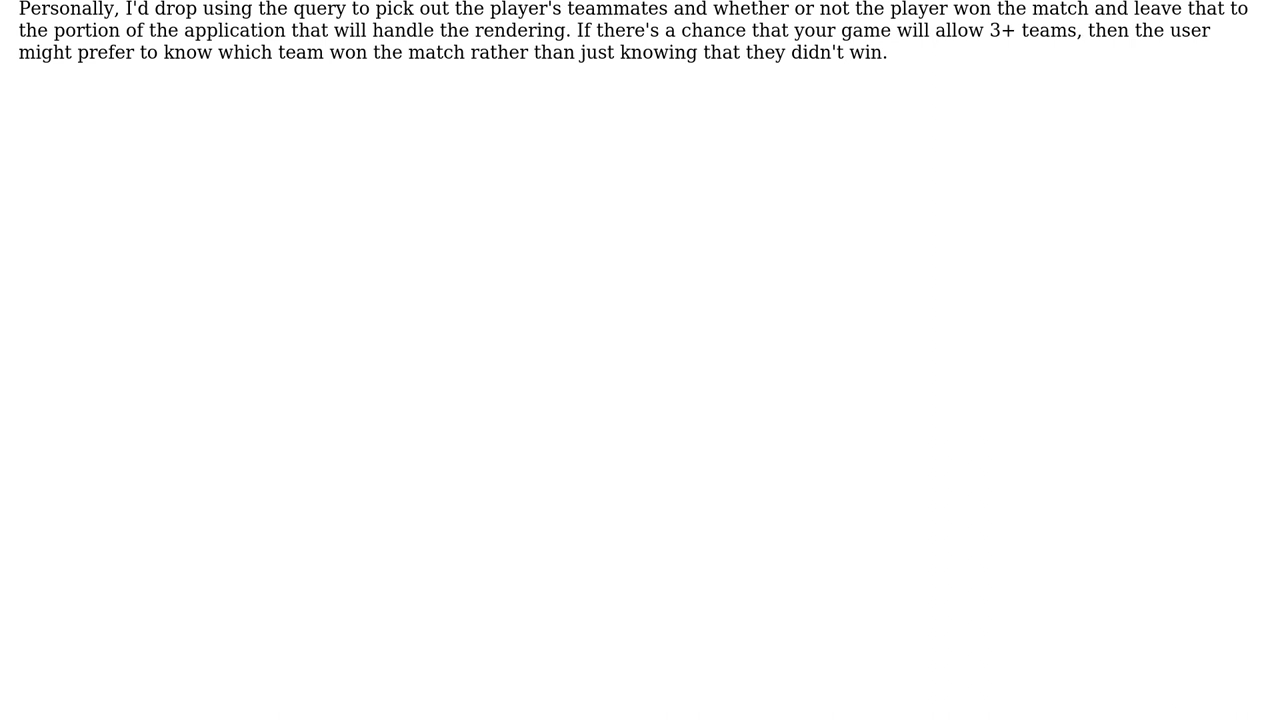 Personally, I'd drop using the query to pick out the player's teammates and whether or not the player won the match and leave that to
the portion of the application that will handle the rendering. If there's a chance that your game will allow 3+ teams, then the user
might prefer to know which team won the match rather than just knowing that they didn't win.